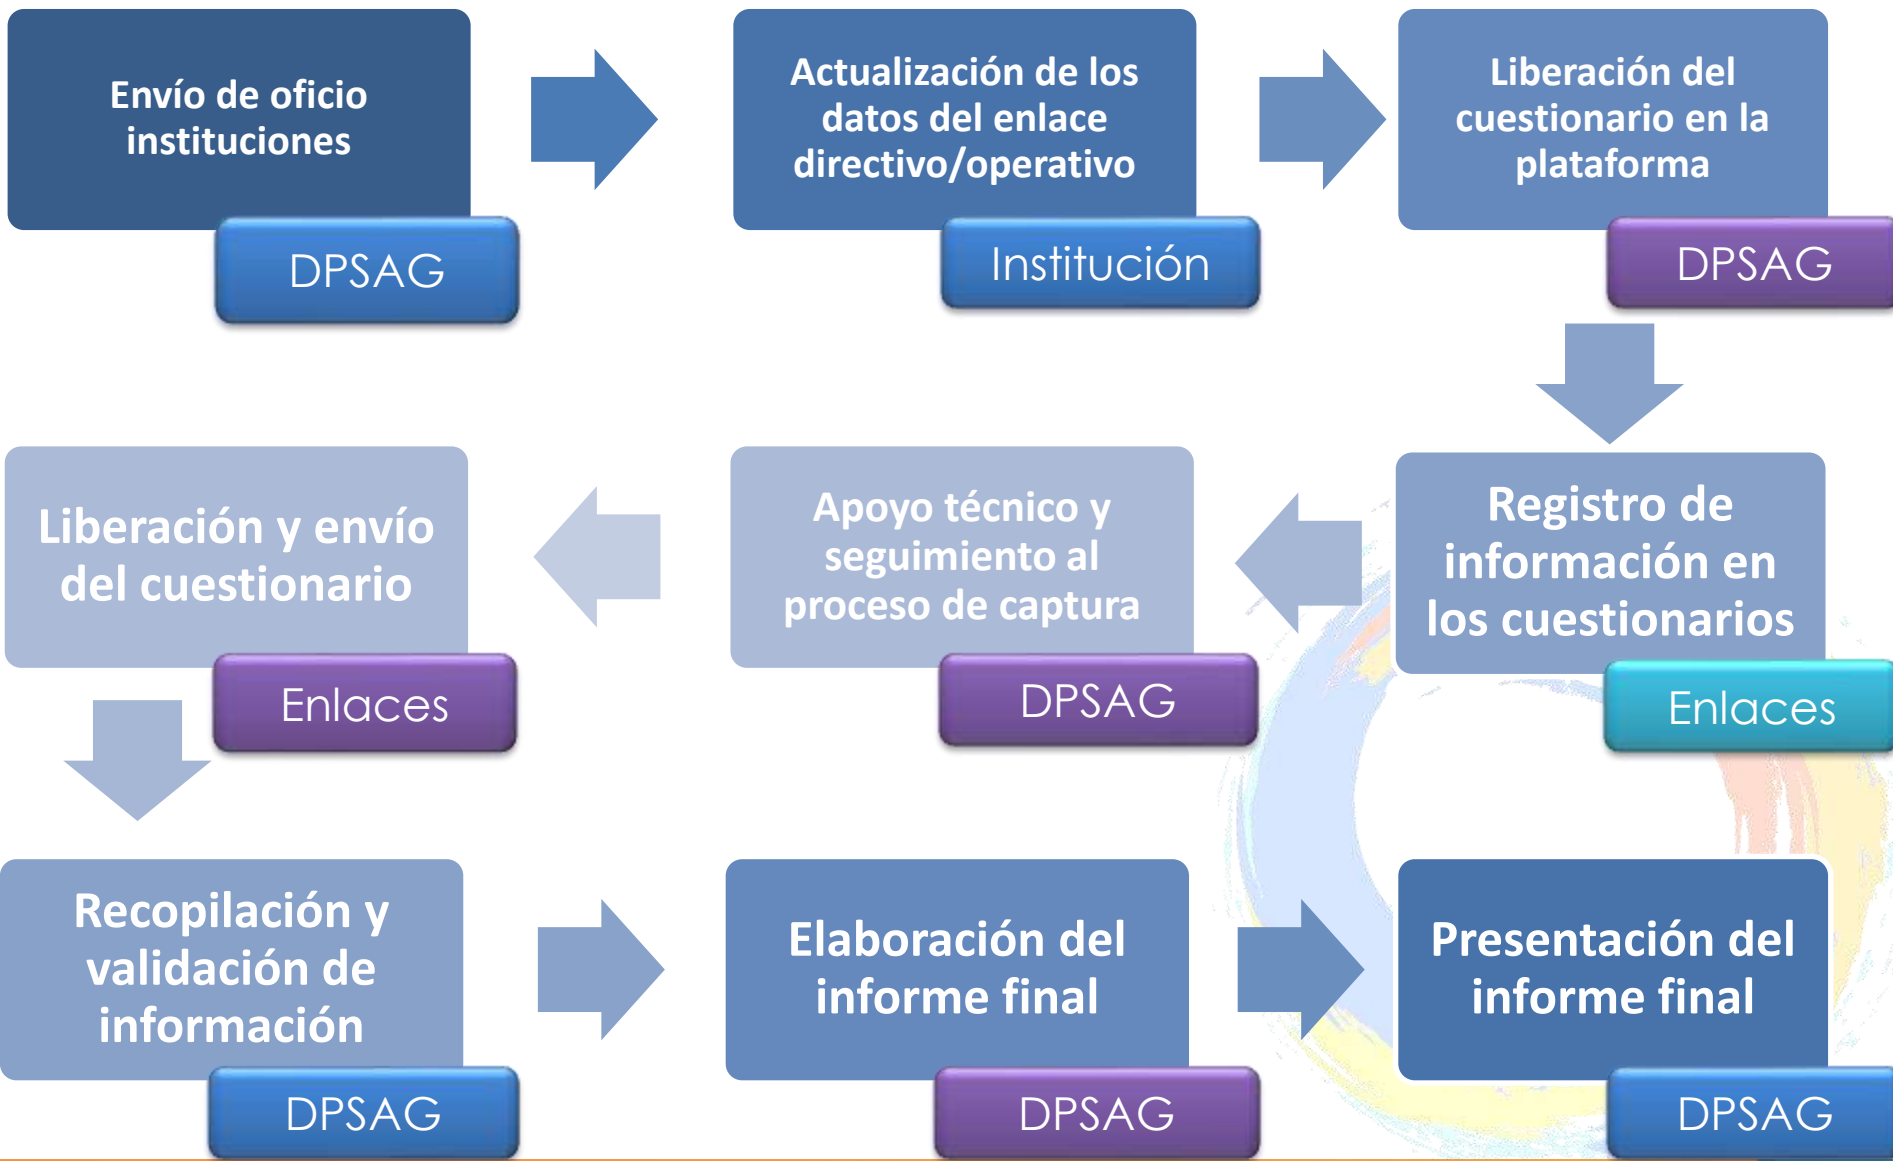 Envío de oficio
instituciones
DPSAG
Actualización de los
datos del enlace
directivo/operativo
Institución
Liberación del
cuestionario en la
plataforma
DPSAG
Registro de
información en
los cuestionarios
Enlaces
Apoyo técnico y
seguimiento al
proceso de captura
DPSAG
Liberación y envío
del cuestionario
Enlaces
Recopilación y
validación de
información
DPSAG
Elaboración del
informe final
DPSAG
Presentación del
informe final
DPSAG